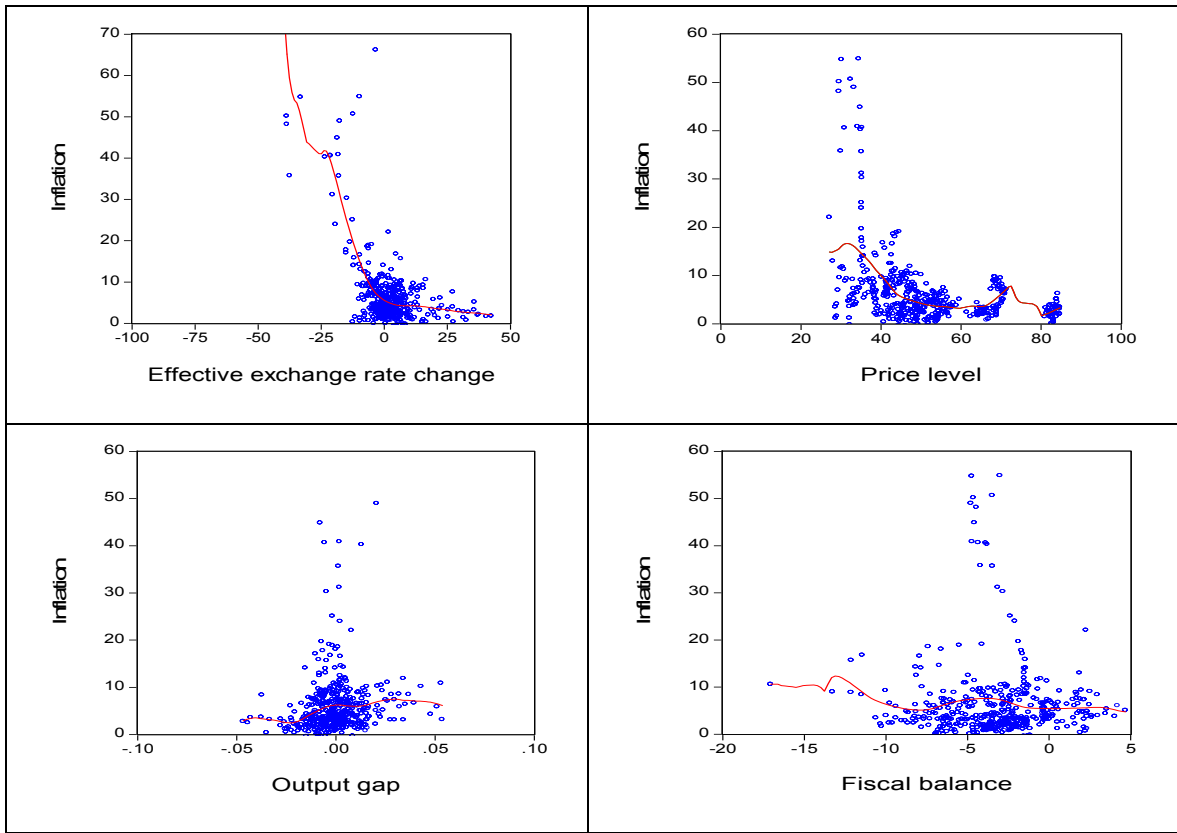 70
60
50
40
30
20
10
0
-100 -75 -50 -25 0 25 50
Inflation
Effective exchange rate change
60
50
40
30
20
10
0
0 20 40 60 80 100
Inflation
Price level
60
50
40
30
20
10
0
-.10 -.05 .00 .05 .10
Inflation
Output gap
60
50
40
30
20
10
0
-20 -15 -10 -5 0 5
Inflation
Fiscal balance